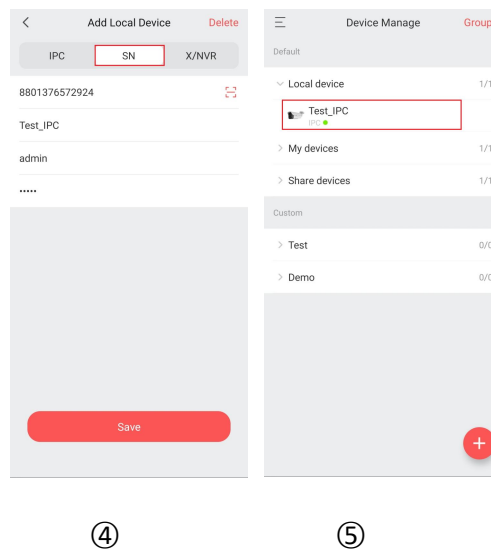 Add Local Device
Delete
IPC
SN
X/NVR
8801376572924
Test_IPC
admin
•••••
Save
④
Device Manage
Group
Default
Local device
1/1
Test_IPC
IPC
My devices
1/1
Share devices
1/1
Custom
Test
0/0
Demo
0/0
+
⑤